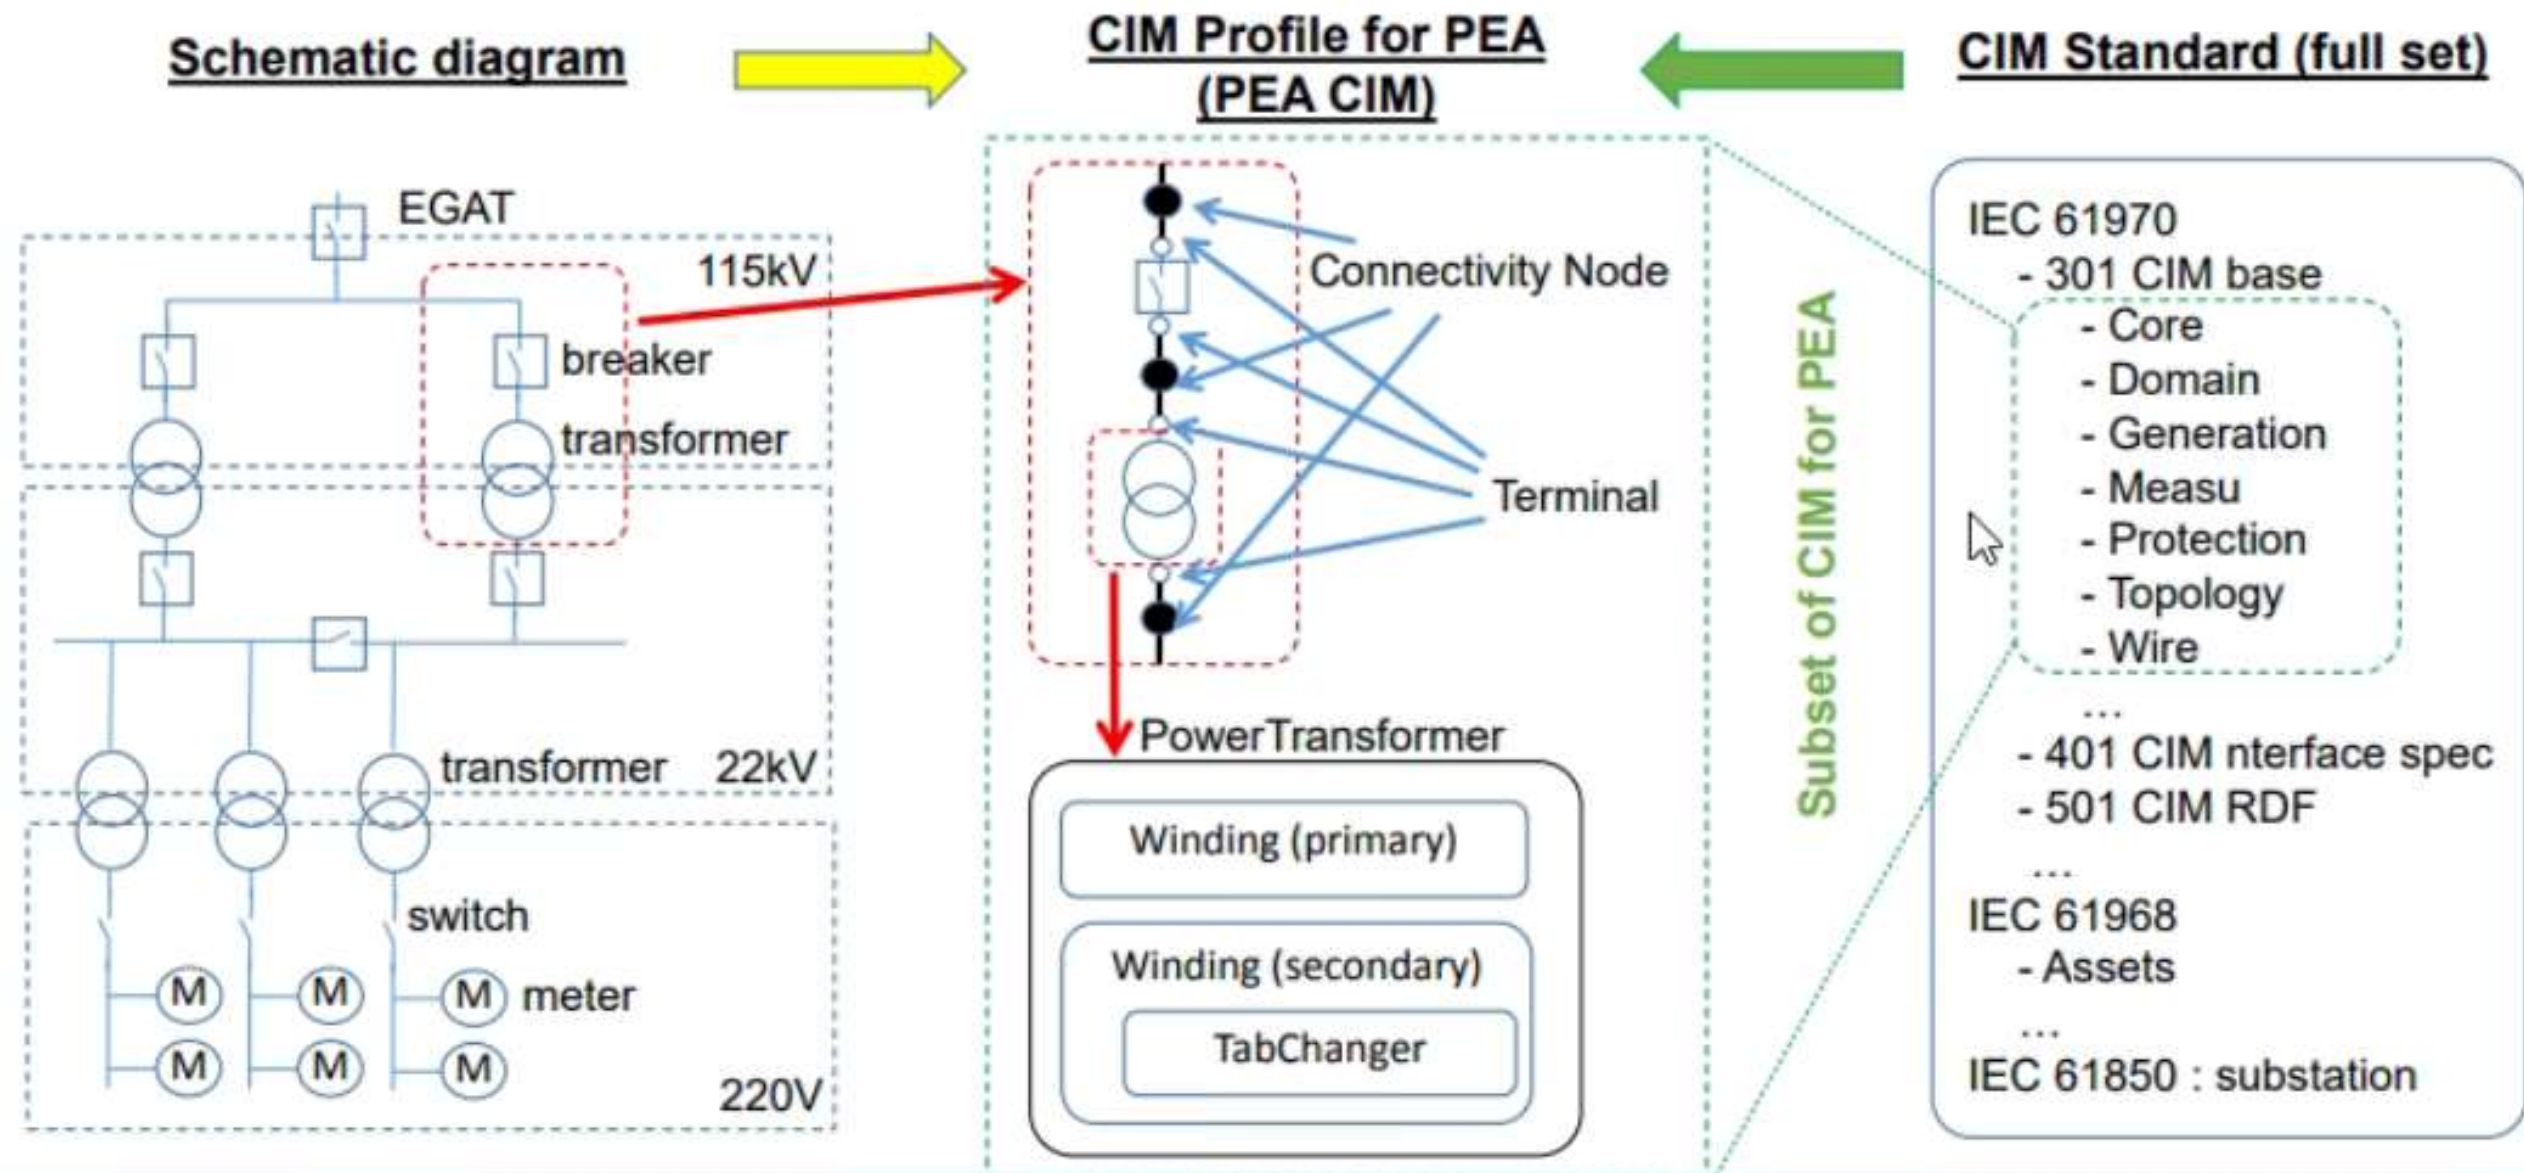 Schematic diagram
CIM Profile for PEA
(PEA CIM)
CIM Standard (full set)
EGAT
115kV
breaker
transformer
transformer 22kV
switch
M M M meter
M M M
220V
Connectivity Node
Terminal
PowerTransformer
Winding (primary)
Winding (secondary)
TabChanger
Subset of CIM for PEA
IEC 61970
- 301 CIM base
- Core
- Domain
- Generation
- Measu
- Protection
- Topology
- Wire
...
- 401 CIM nterface spec
- 501 CIM RDF
...
IEC 61968
- Assets
...
IEC 61850 : substation